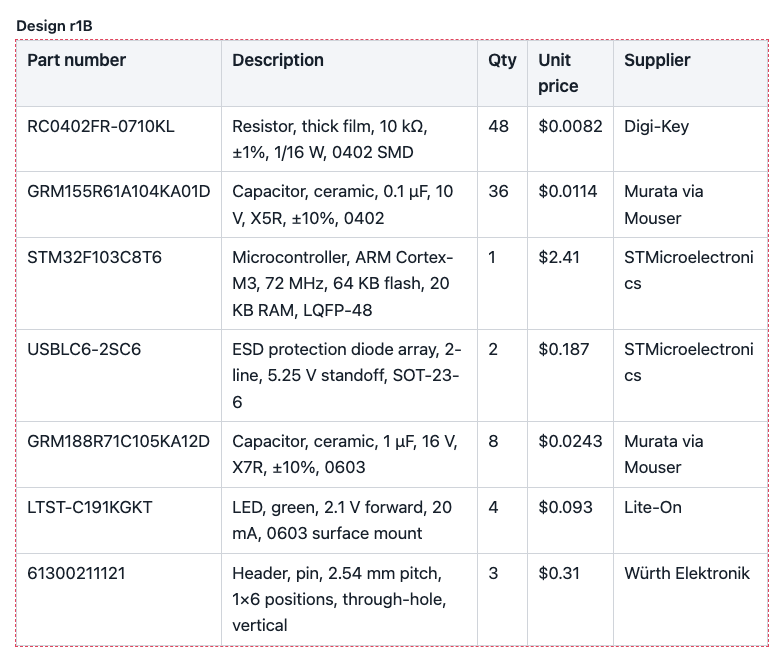 Design r1B
Part number Description Qty Unit price Supplier
RC0402FR-0710KL Resistor, thick film, 10 kΩ, ±1%, 1/16 W, 0402 SMD 48 $0.0082 Digi-Key
GRM155R61A104KA01D Capacitor, ceramic, 0.1 µF, 10 V, X5R, ±10%, 0402 36 $0.0114 Murata via Mouser
STM32F103C8T6 Microcontroller, ARM Cortex-M3, 72 MHz, 64 KB flash, 20 KB RAM, LQFP-48 1 $2.41 STMicroelectronics
USBLC6-2SC6 ESD protection diode array, 2-line, 5.25 V standoff, SOT-23-6 2 $0.187 STMicroelectronics
GRM188R71C105KA12D Capacitor, ceramic, 1 µF, 16 V, X7R, ±10%, 0603 8 $0.0243 Murata via Mouser
LTST-C191KGKT LED, green, 2.1 V forward, 20 mA, 0603 surface mount 4 $0.093 Lite-On
61300211121 Header, pin, 2.54 mm pitch, 1×6 positions, through-hole, vertical 3 $0.31 Würth Elektronik